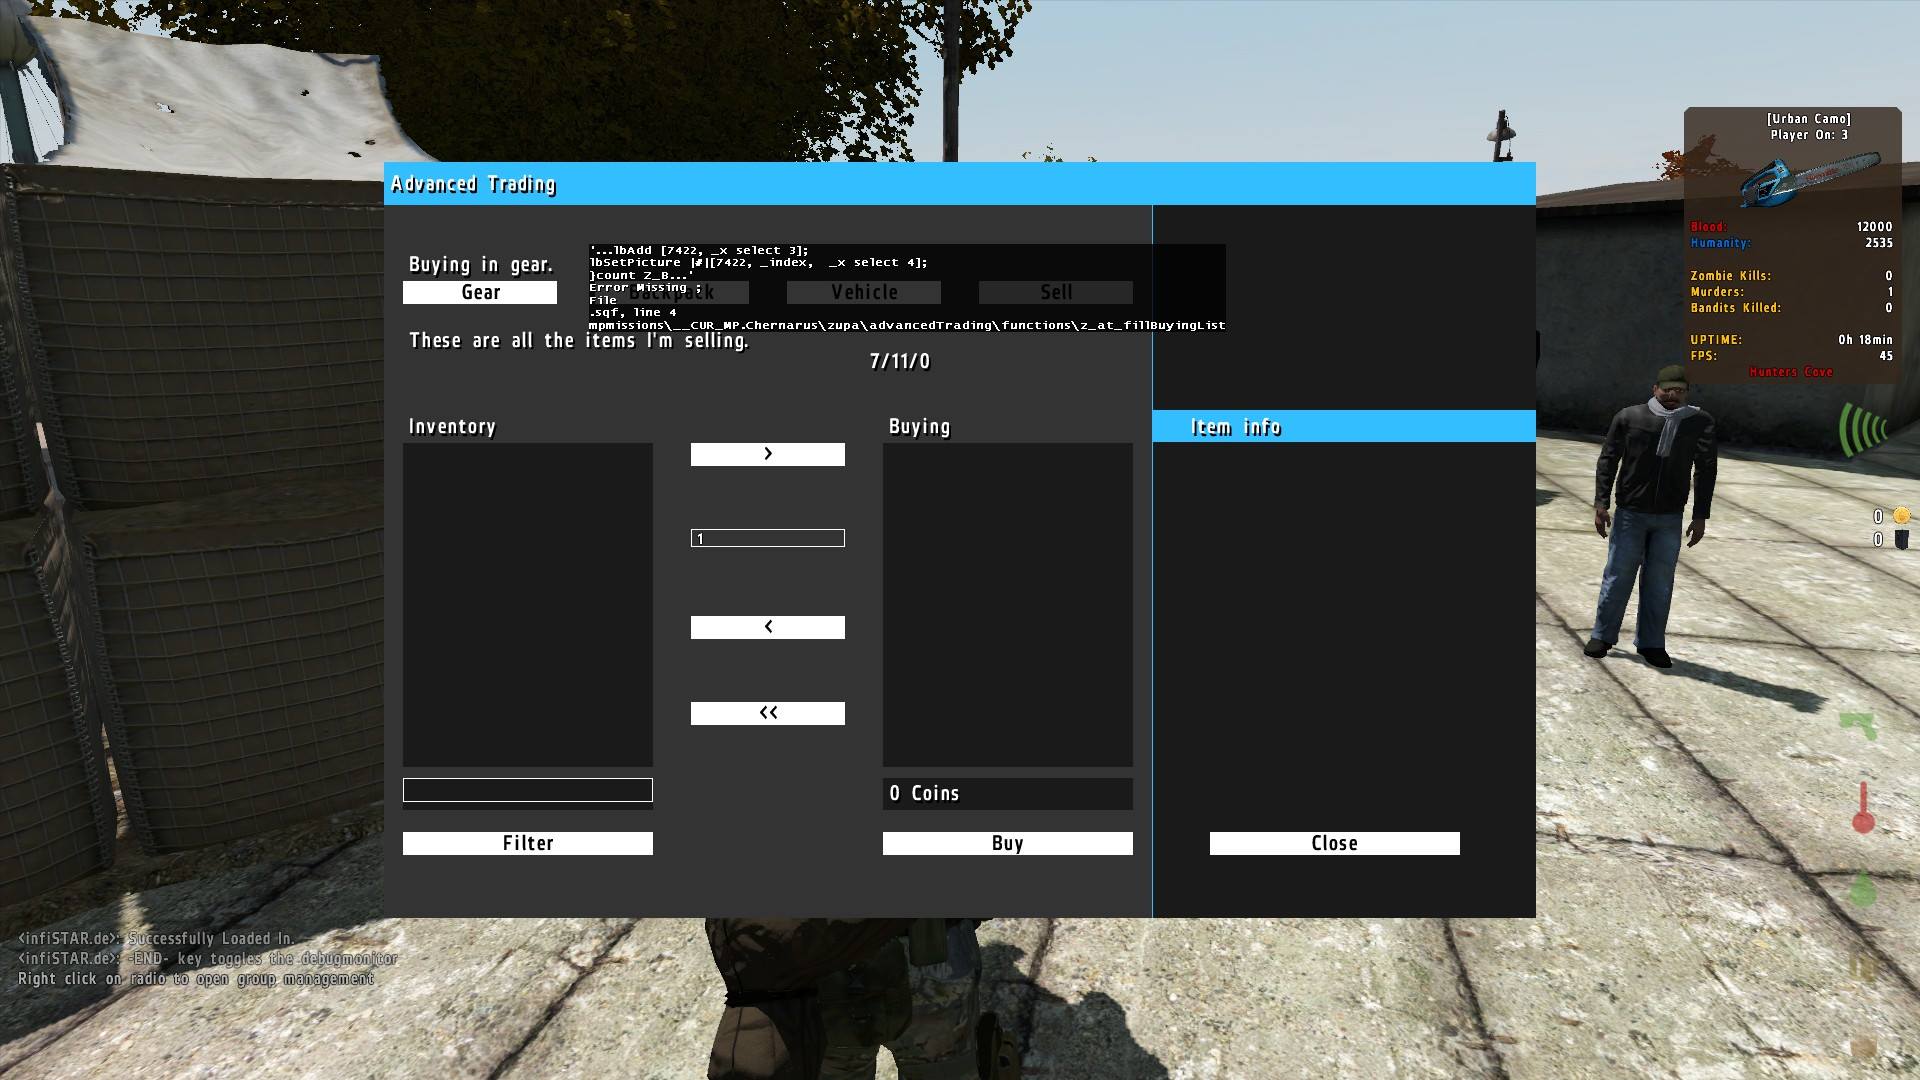 [Urban Camo]
Player On: 3
Advanced Trading
Blood: 12000
Humanity: 2535
'...lbAdd [7422, _x select 3];
lbSetPicture |#|[7422, _index,  _x select 4];
}count Z_B...'
Error Missing ;
File
.sqf, line 4
mpmissions\__CUR_MP.Chernarus\zupa\advancedTrading\functions\z_at_fillBuyingList
Buying in gear.
Gear
Backpack
Vehicle
Sell
Zombie Kills: 0
Murders: 1
Bandits Killed: 0
UPTIME: 0h 18min
FPS: 45
Hunters Cove
These are all the items I'm selling.
7/11/0
Inventory
Buying
Item info
>
1
<
<<
0
0
0 Coins
Filter
Buy
Close
<infiSTAR.de>: Successfully Loaded In.
<infiSTAR.de>: -END- key toggles the debugmonitor
Right click on radio to open group management